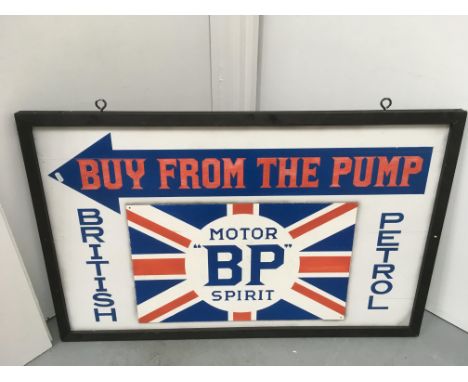 BUY FROM THE PUMP
BRITISH
MOTOR
"BP"
SPIRIT
PETROL